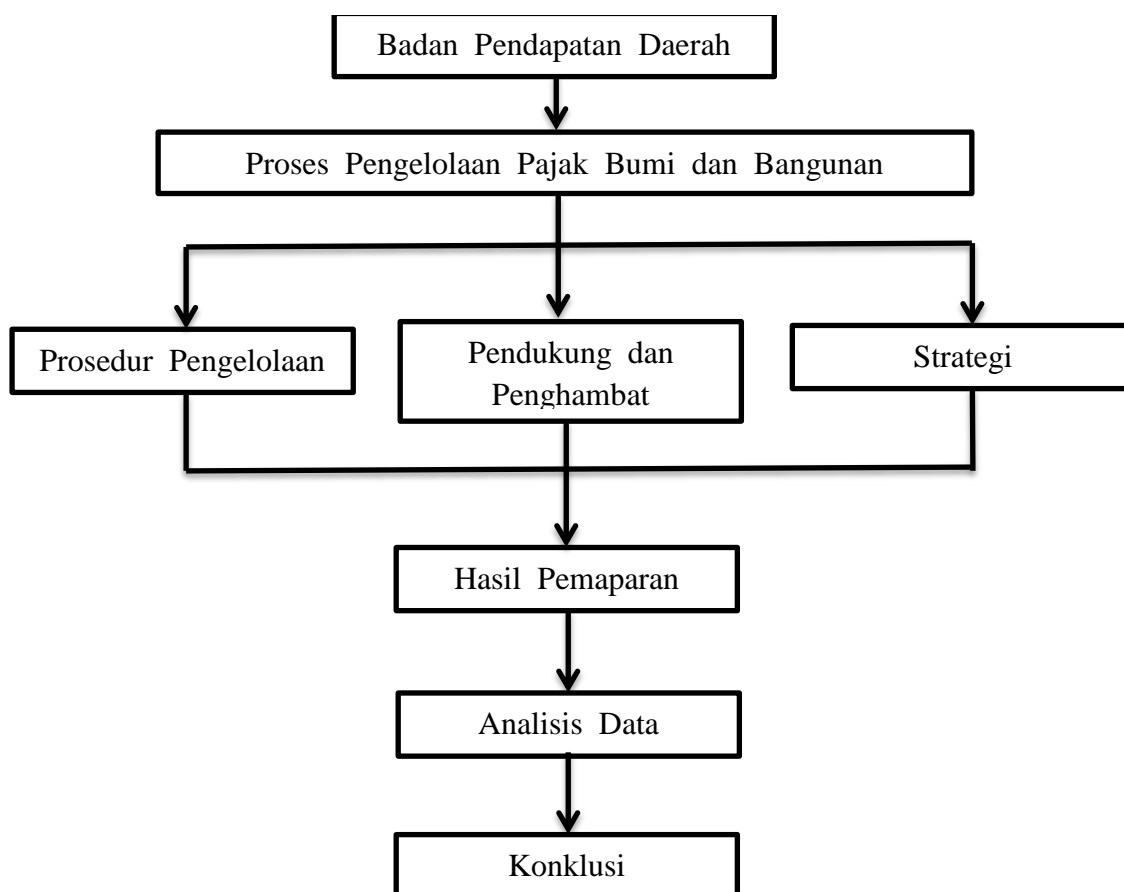 Badan Pendapatan Daerah
Proses Pengelolaan Pajak Bumi dan Bangunan
Prosedur Pengelolaan
Pendukung dan
Penghambat
Strategi
Hasil Pemaparan
Analisis Data
Konklusi